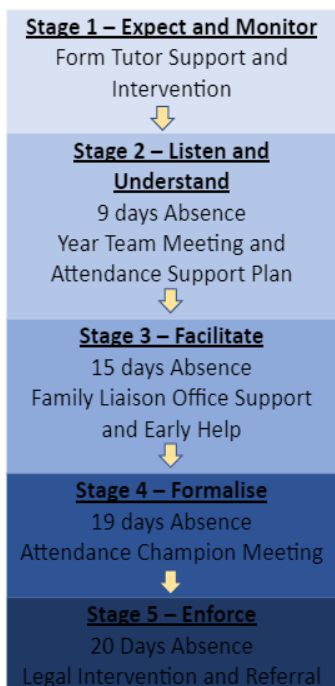 Stage 1 – Expect and Monitor
Form Tutor Support and
Intervention
Stage 2 – Listen and
Understand
9 days Absence
Year Team Meeting and
Attendance Support Plan
Stage 3 – Facilitate
15 days Absence
Family Liaison Office Support
and Early Help
Stage 4 – Formalise
19 days Absence
Attendance Champion Meeting
Stage 5 – Enforce
20 Days Absence
Legal Intervention and Referral